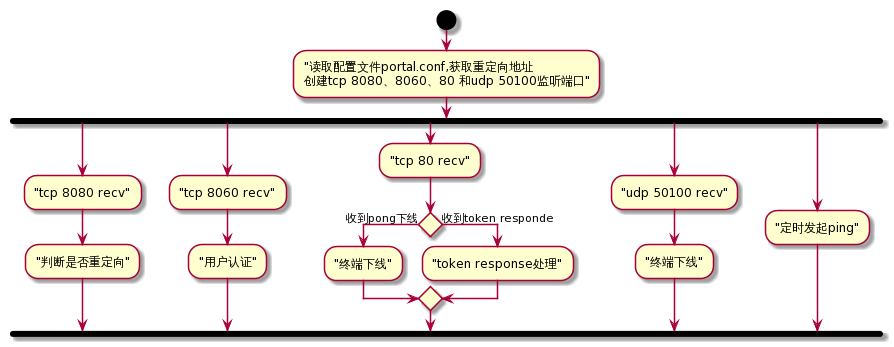 "读取配置文件portal.conf,获取重定向地址
创建tcp 8080、8060、80 和udp 50100监听端口"
"tcp 8080 recv"
"判断是否重定向"
"tcp 8060 recv"
"用户认证"
"tcp 80 recv"
收到pong下线
收到token responde
"终端下线"
"token response处理"
"udp 50100 recv"
"终端下线"
"定时发起ping"